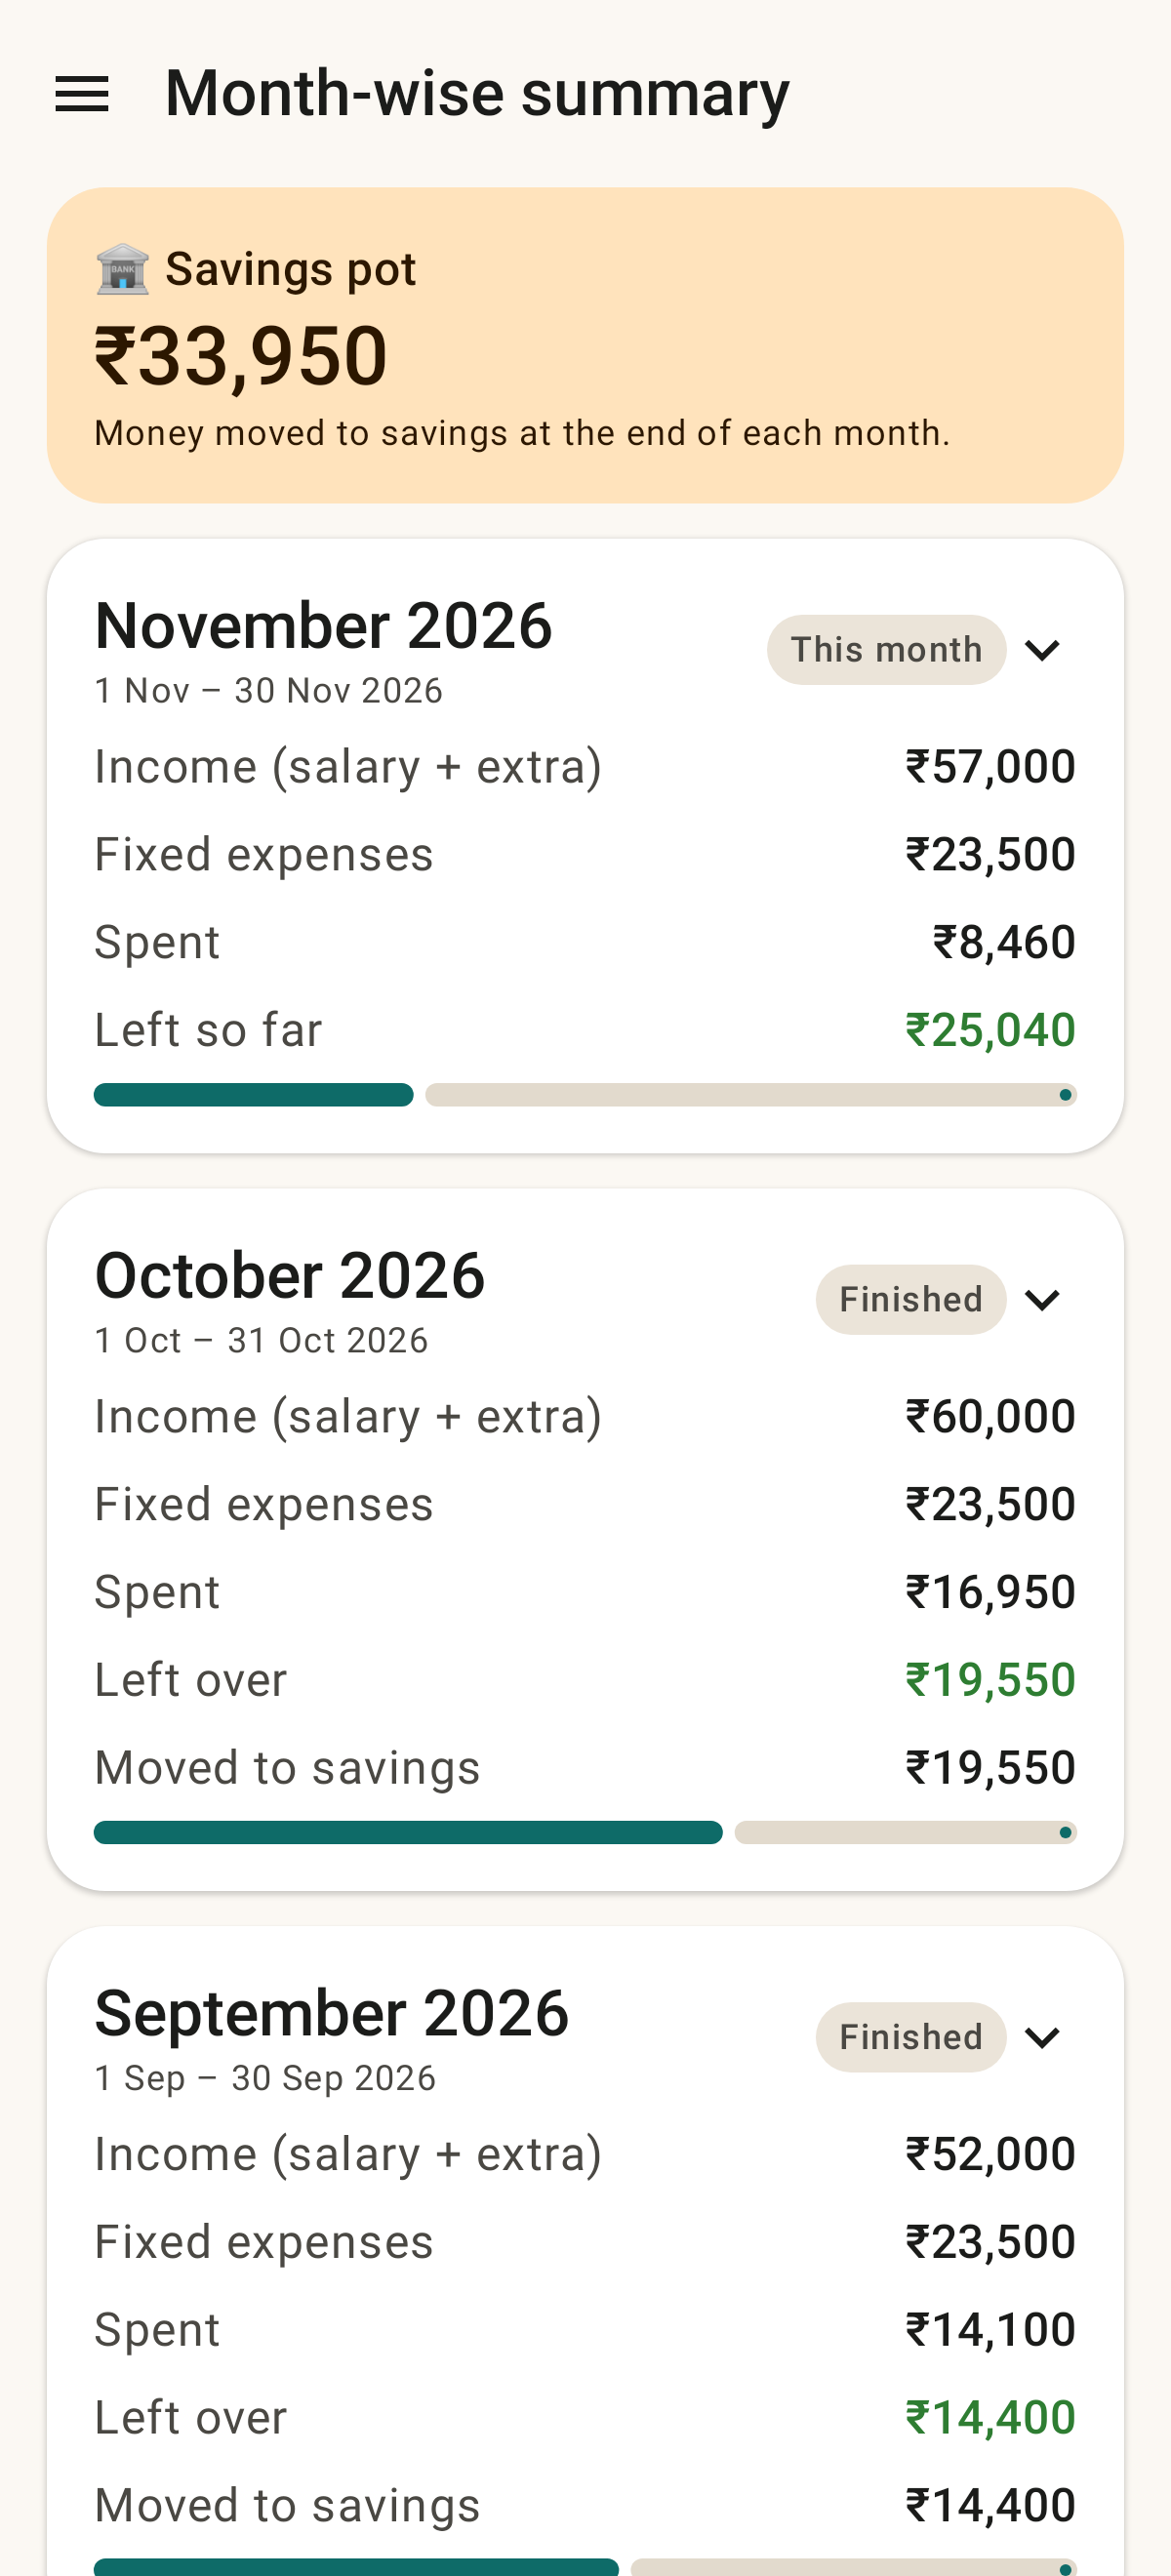 Month-wise summary
BANK Savings pot
₹33,950
Money moved to savings at the end of each month.
November 2026
This month
1 Nov – 30 Nov 2026
Income (salary + extra) ₹57,000
Fixed expenses ₹23,500
Spent ₹8,460
Left so far ₹25,040
October 2026
Finished
1 Oct – 31 Oct 2026
Income (salary + extra) ₹60,000
Fixed expenses ₹23,500
Spent ₹16,950
Left over ₹19,550
Moved to savings ₹19,550
September 2026
Finished
1 Sep – 30 Sep 2026
Income (salary + extra) ₹52,000
Fixed expenses ₹23,500
Spent ₹14,100
Left over ₹14,400
Moved to savings ₹14,400